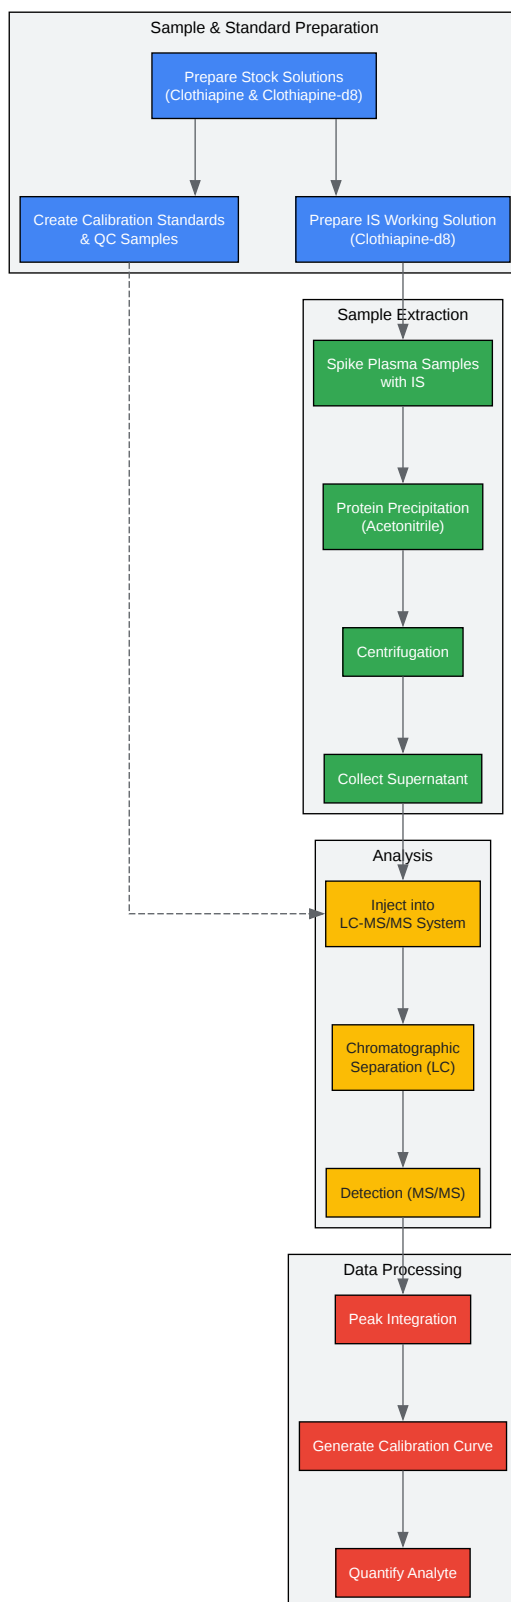 Sample & Standard Preparation
Prepare Stock Solutions
(Clothiapine & Clothiapine-d8)
Create Calibration Standards
& QC Samples
Prepare IS Working Solution
(Clothiapine-d8)
Sample Extraction
Spike Plasma Samples
with IS
Protein Precipitation
(Acetonitrile)
Centrifugation
Collect Supernatant
Analysis
Inject into
LC-MS/MS System
Chromatographic
Separation (LC)
Detection (MS/MS)
Data Processing
Peak Integration
Generate Calibration Curve
Quantify Analyte